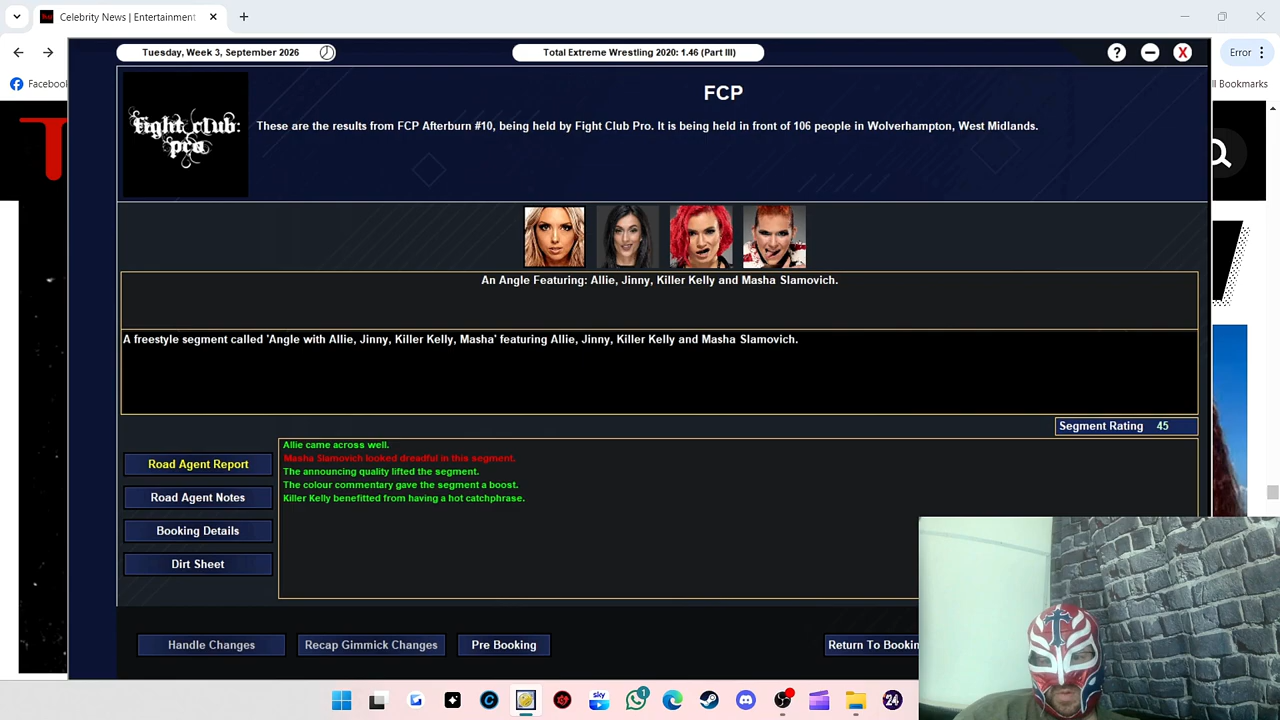 Celebrity News | Entertainment
Error
Facebook
ll Bookmarks
Tuesday, Week 3, September 2026
Total Extreme Wrestling 2020: 1.46 (Part III)
?
X
fight club:
pro
FCP
These are the results from FCP Afterburn #10, being held by Fight Club Pro. It is being held in front of 106 people in Wolverhampton, West Midlands.
An Angle Featuring: Allie, Jinny, Killer Kelly and Masha Slamovich.
A freestyle segment called 'Angle with Allie, Jinny, Killer Kelly, Masha' featuring Allie, Jinny, Killer Kelly and Masha Slamovich.
Segment Rating 45
Road Agent Report
Road Agent Notes
Booking Details
Dirt Sheet
Allie came across well.
Masha Slamovich looked dreadful in this segment.
The announcing quality lifted the segment.
The colour commentary gave the segment a boost.
Killer Kelly benefitted from having a hot catchphrase.
Handle Changes
Recap Gimmick Changes
Pre Booking
Return To Bookin
sky
1
24